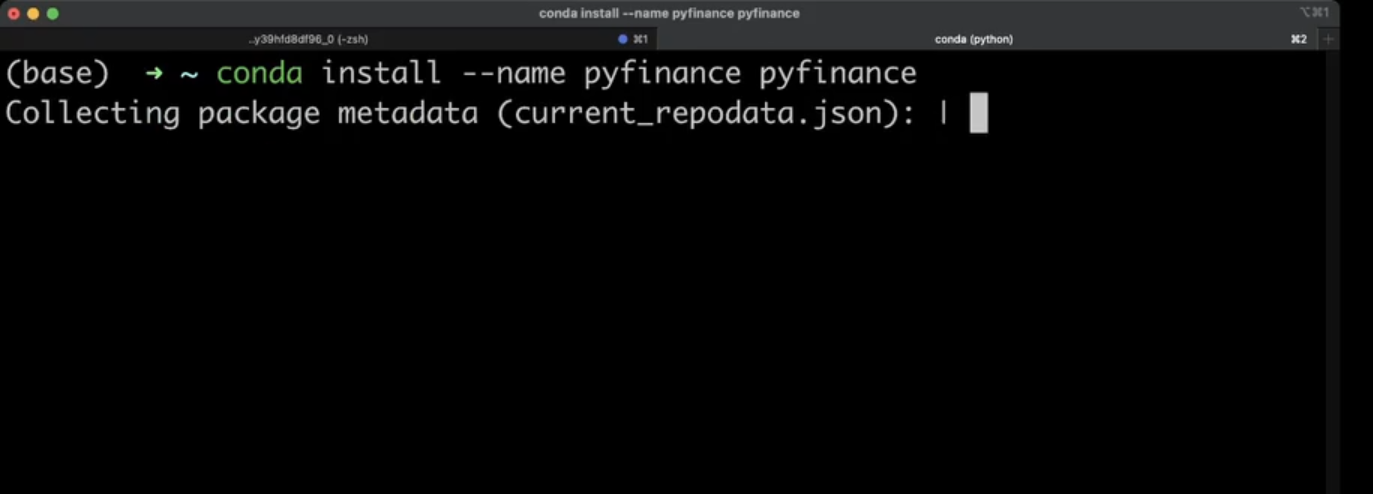 conda install --name pyfinance pyfinance
⌥⌘1
..y39hfd8df96_0 (-zsh)
⌘1
conda (python)
⌘2
+
(base) ➜ ~ conda install --name pyfinance pyfinance
Collecting package metadata (current_repodata.json): |